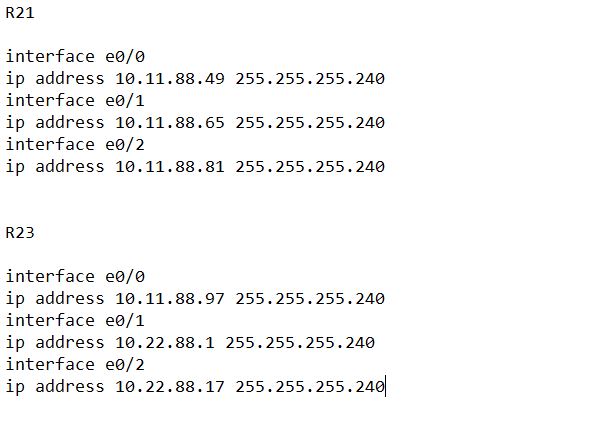 R21
interface e0/0
ip address 10.11.88.49 255.255.255.240
interface e0/1
ip address 10.11.88.65 255.255.255.240
interface e0/2
ip address 10.11.88.81 255.255.255.240
R23
interface e0/0
ip address 10.11.88.97 255.255.255.240
interface e0/1
ip address 10.22.88.1 255.255.255.240
interface e0/2
ip address 10.22.88.17 255.255.255.240